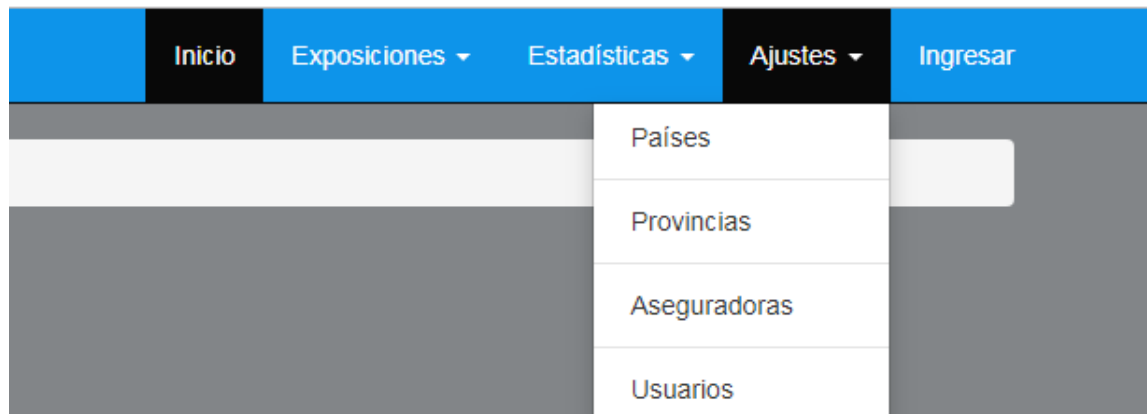 Inicio Exposiciones Estadísticas Ajustes Ingresar
Países
Provincias
Aseguradoras
Usuarios